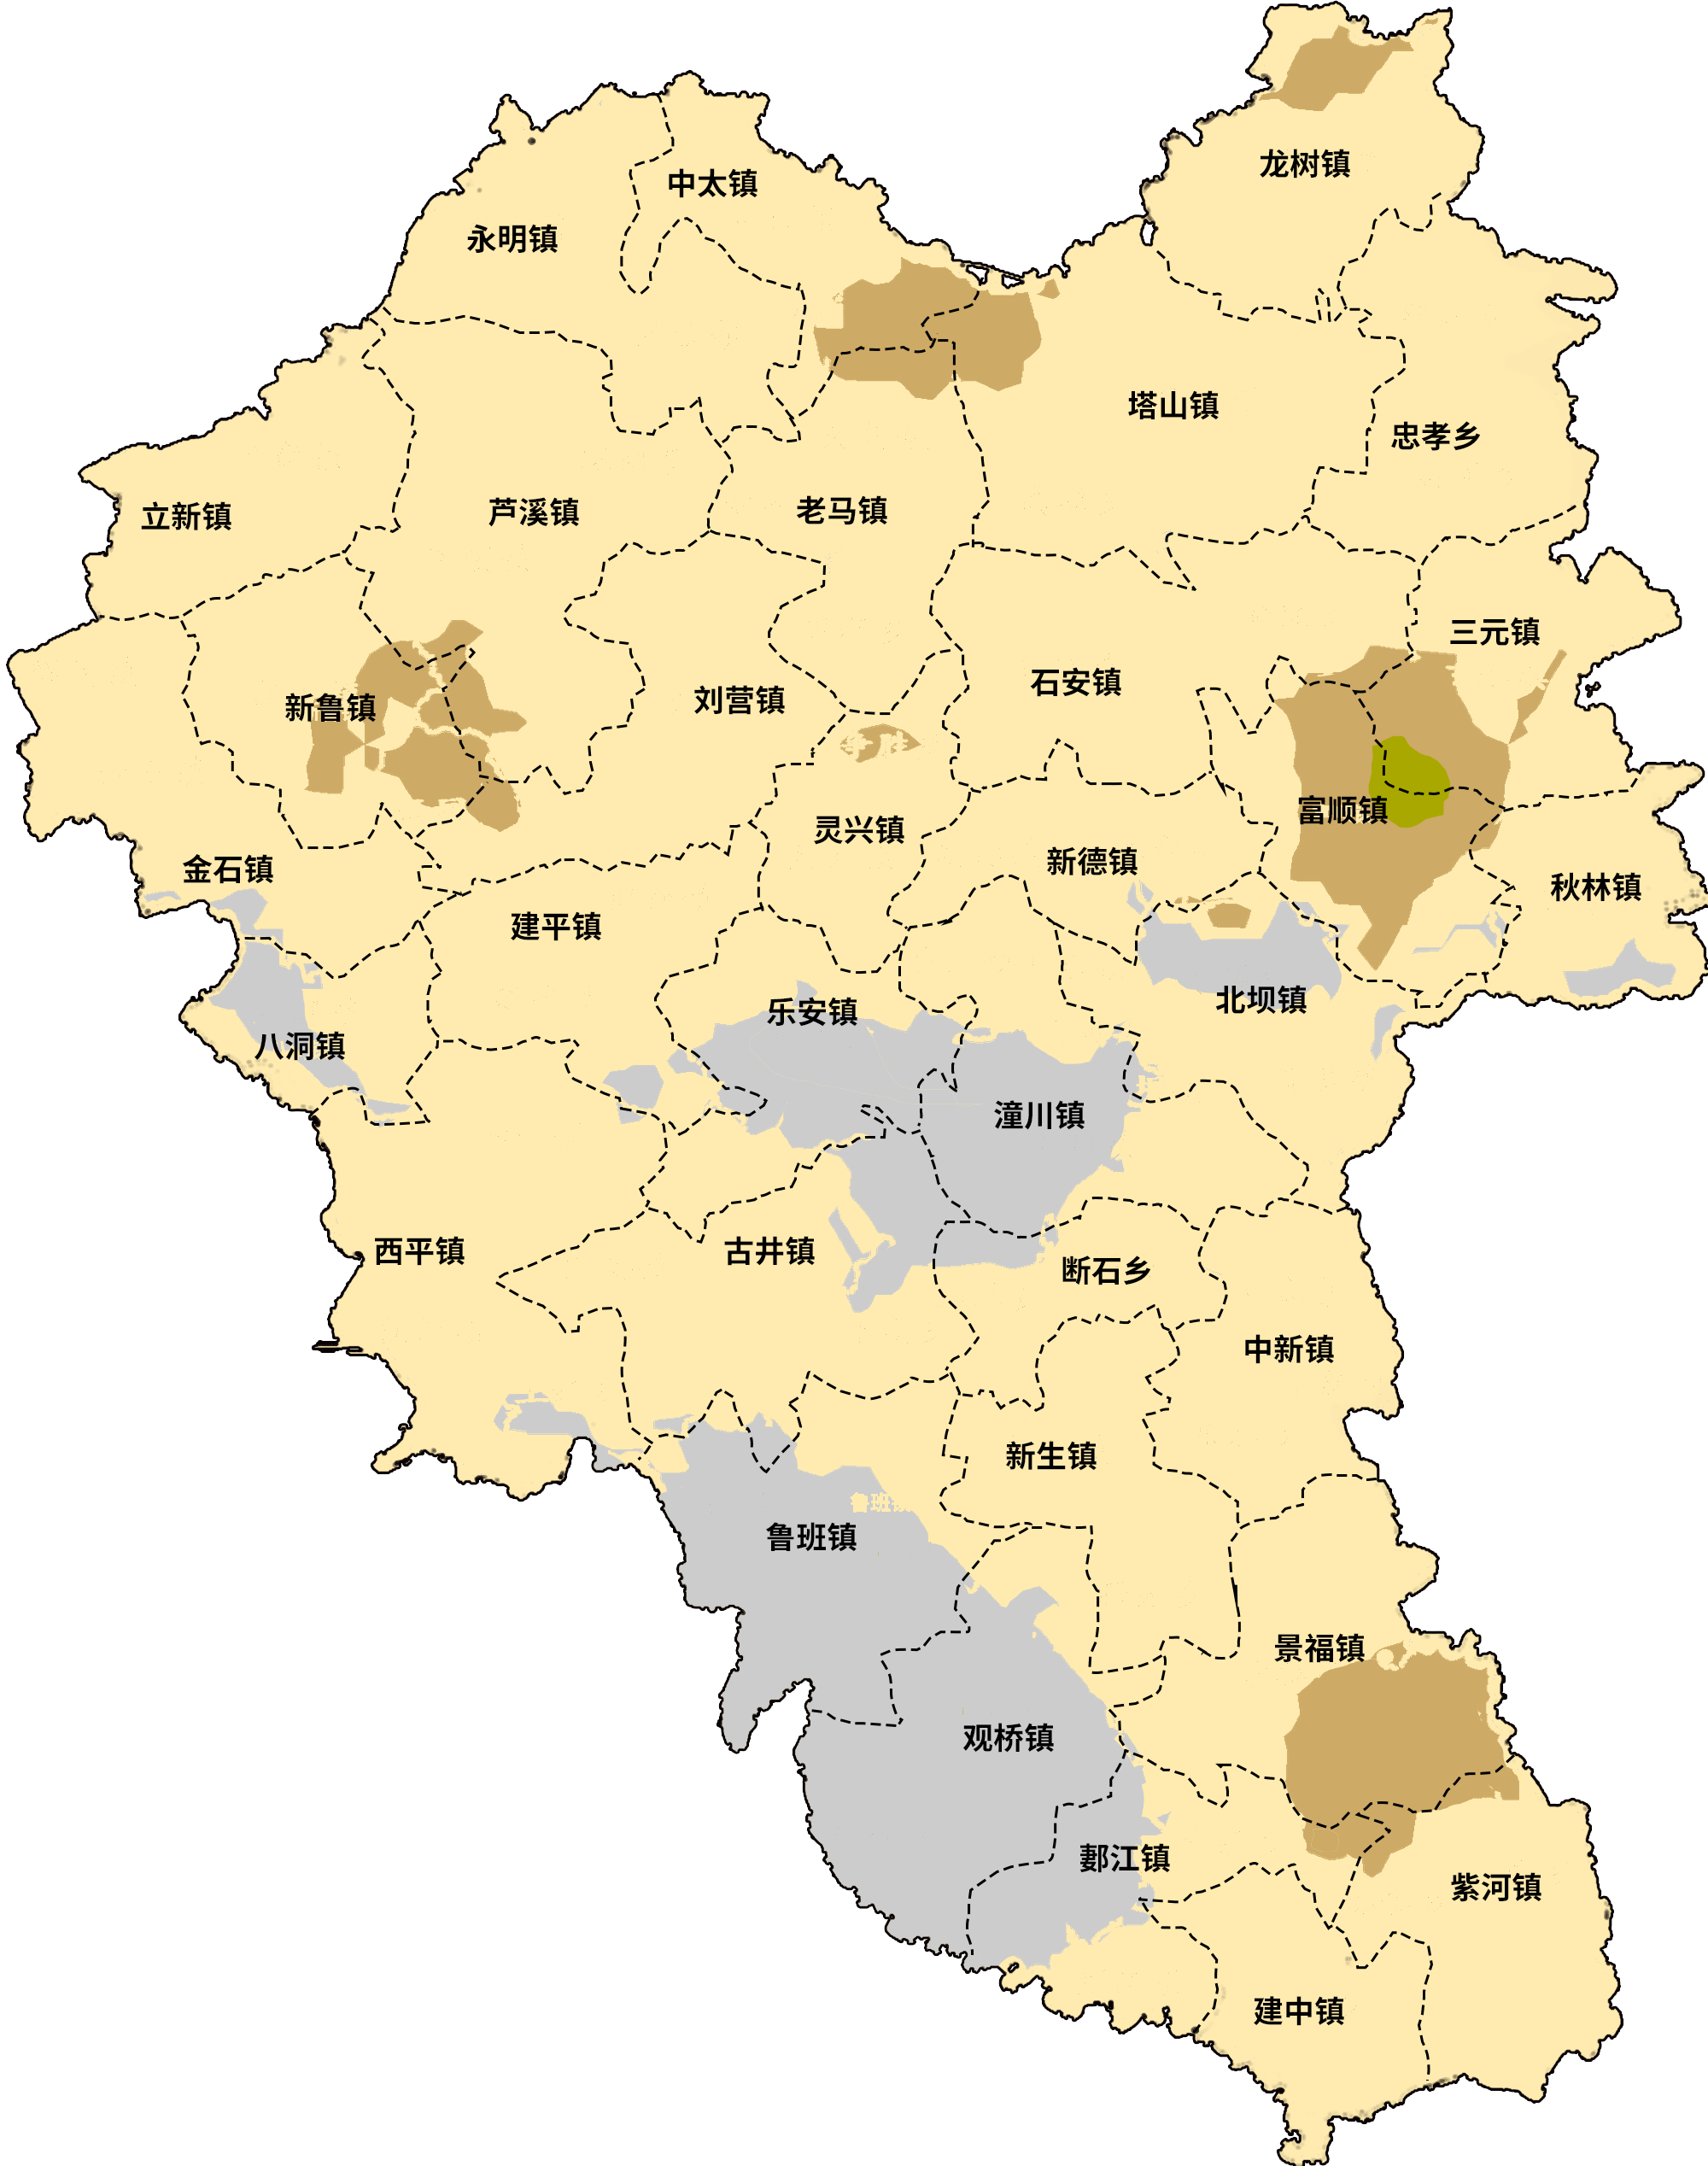 龙树镇
中太镇
永明镇
塔山镇
忠孝乡
老马镇
芦溪镇
立新镇
三元镇
石安镇
刘营镇
新鲁镇
争胜
富顺镇
灵兴镇
新德镇
金石镇
秋林镇
建平镇
北坝镇
乐安镇
八洞镇
潼川镇
古井镇
西平镇
断石乡
中新镇
新生镇
鲁班镇
鲁班镇
景福镇
观桥镇
郪江镇
紫河镇
建中镇